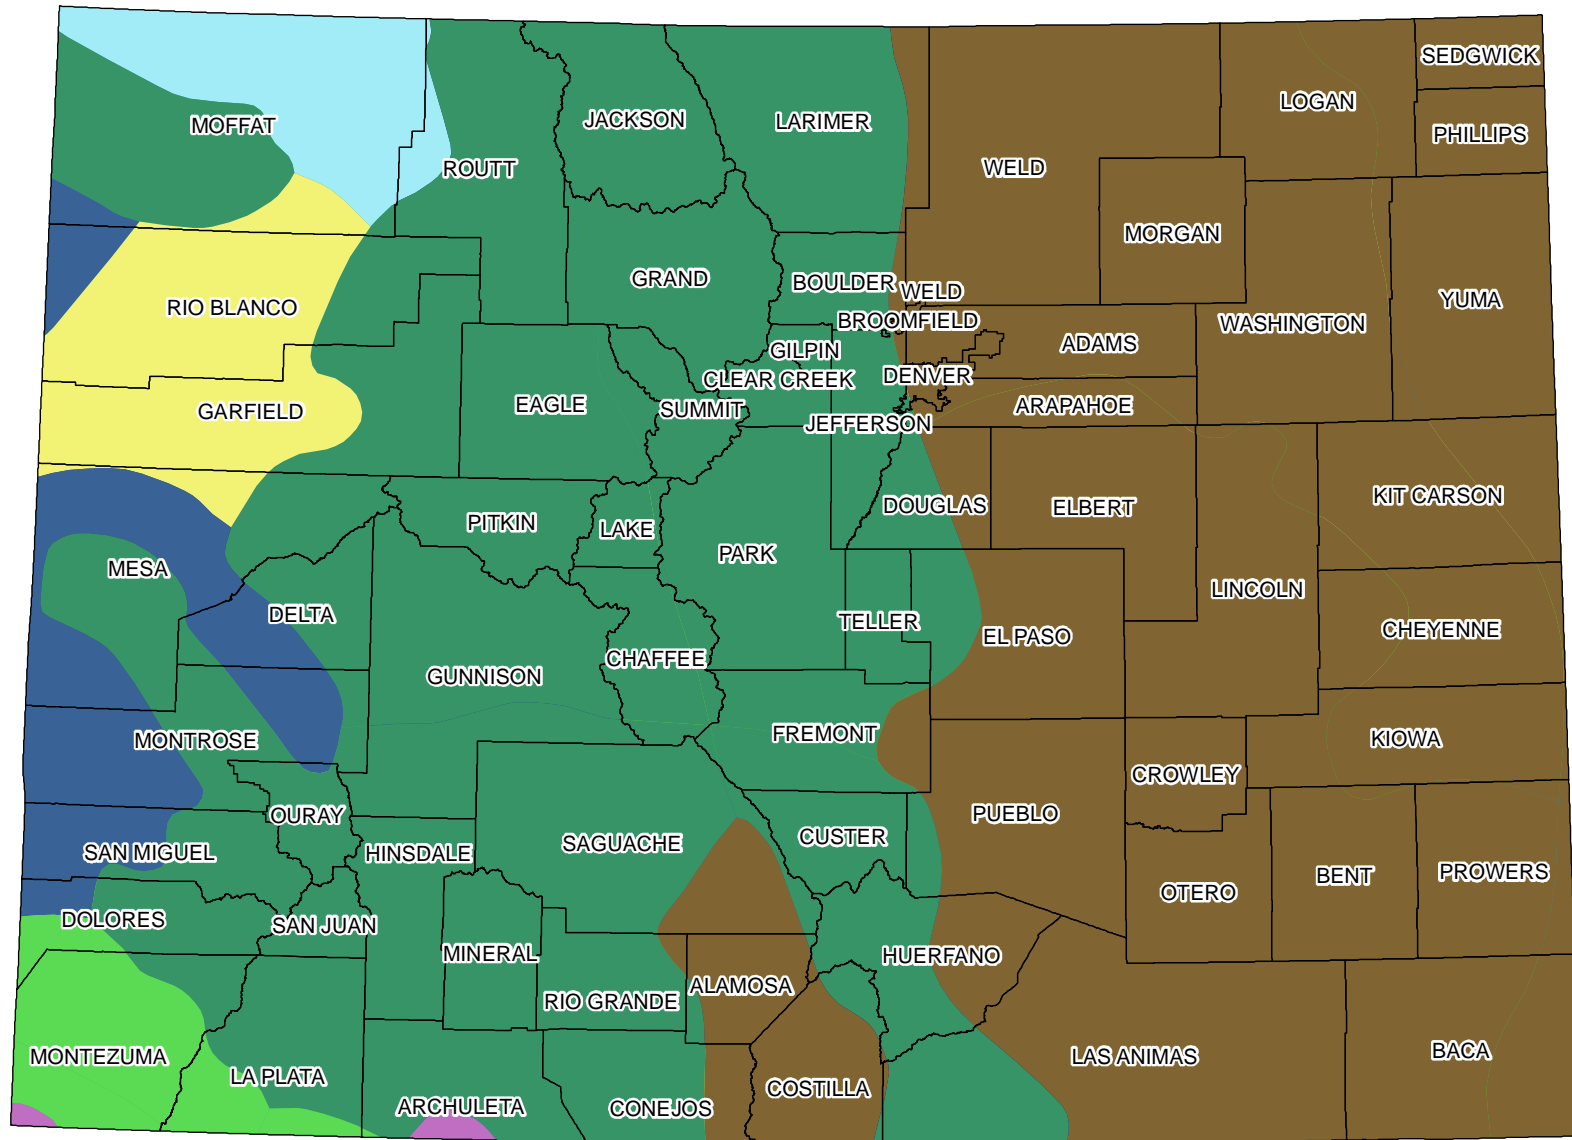 SEDGWICK
LOGAN
JACKSON
LARIMER
MOFFAT
PHILLIPS
ROUTT
WELD
MORGAN
GRAND
BOULDER
WELD
YUMA
RIO BLANCO
BROOMFIELD
WASHINGTON
ADAMS
GILPIN
CLEAR CREEK
DENVER
EAGLE
ARAPAHOE
GARFIELD
SUMMIT
JEFFERSON
KIT CARSON
DOUGLAS
ELBERT
PITKIN
LAKE
PARK
MESA
LINCOLN
DELTA
TELLER
CHEYENNE
EL PASO
CHAFFEE
GUNNISON
FREMONT
KIOWA
MONTROSE
CROWLEY
PUEBLO
OURAY
CUSTER
SAGUACHE
SAN MIGUEL
HINSDALE
PROWERS
BENT
OTERO
DOLORES
SAN JUAN
MINERAL
HUERFANO
ALAMOSA
RIO GRANDE
BACA
MONTEZUMA
LAS ANIMAS
LA PLATA
COSTILLA
ARCHULETA
CONEJOS